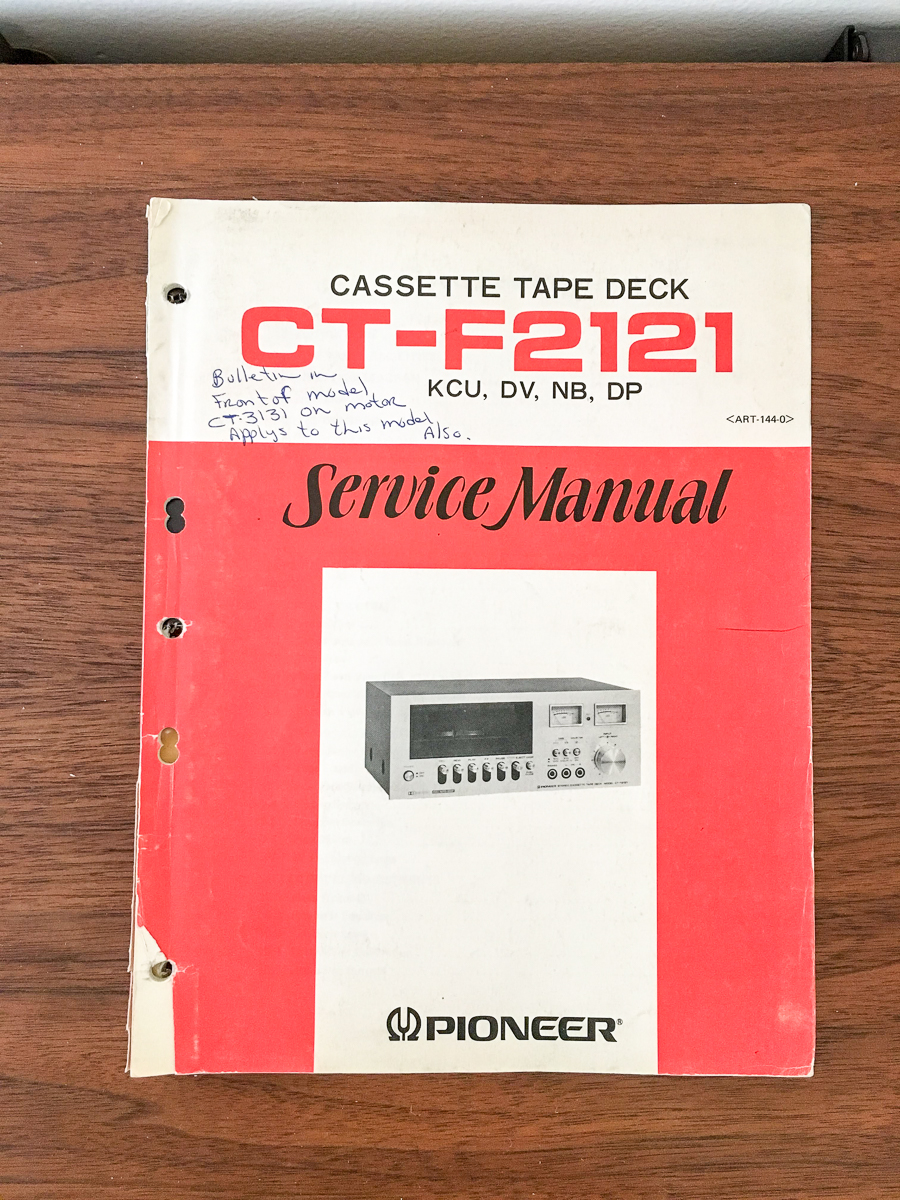 CASSETTE TAPE DECK
CT-F2121
KCU, DV, NB, DP
<ART-144-0>
Bulletin in
Front of model
CT-3131 on motor
Applys to this model
Also.
Service Manual
PIONEER®